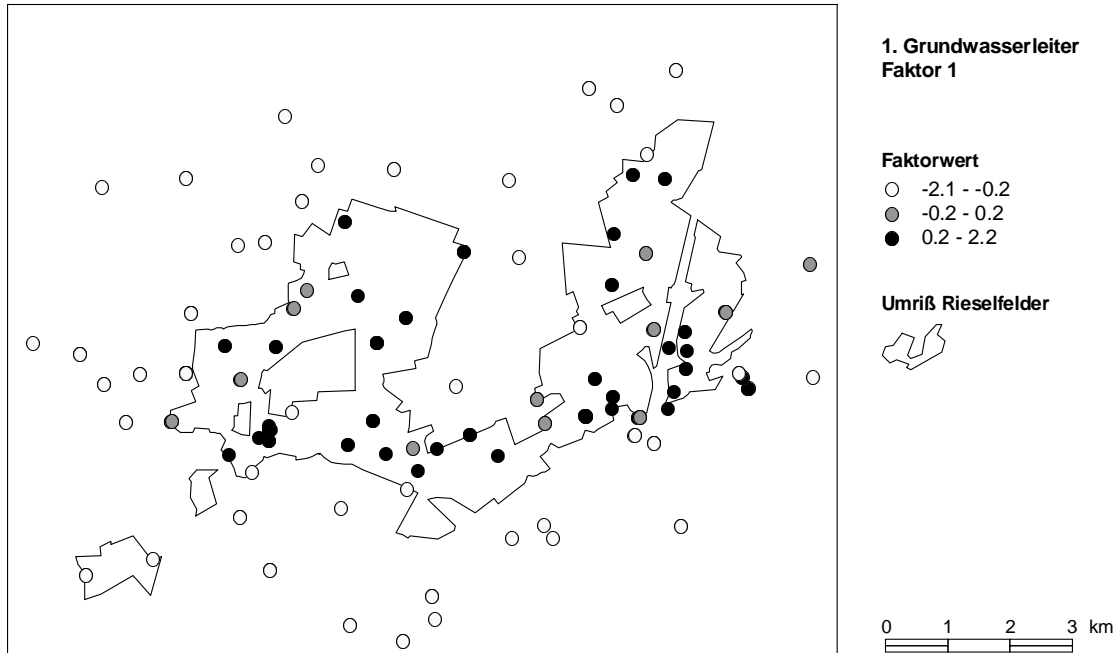 1. Grundwasserleiter
Faktor 1
Faktorwert
-2.1 - -0.2
-0.2 - 0.2
0.2 - 2.2
Umriß Rieselfelder
0 1 2 3 km